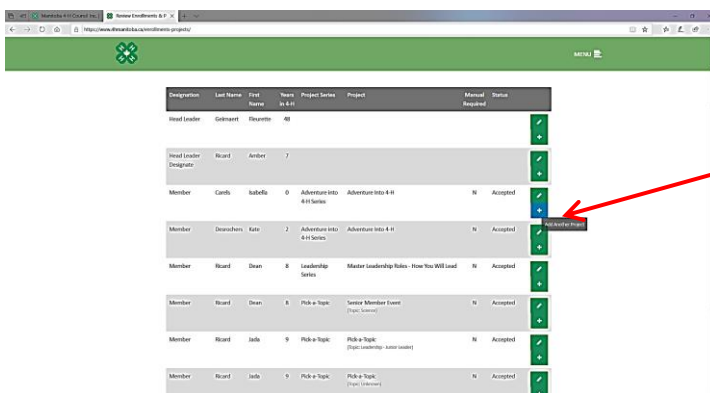 Manitoba 4-H Council Inc. |
Review Enrollments & P
https://www.4hmanitoba.ca/enrollments-projects/
MENU
Designation Last Name First Name Years in 4-H Project Series Project Manual Required Status
Head Leader Geirnaert Fleurette 48
Head Leader Designate Ricard Amber 7
Member Carels Isabella 0 Adventure into 4-H Series Adventure Into 4-H N Accepted
Add Another Project
Member Desrochers Kate 2 Adventure into 4-H Series Adventure Into 4-H N Accepted
Member Ricard Dean 8 Leadership Series Master Leadership Roles - How You Will Lead N Accepted
Member Ricard Dean 8 Pick-a-Topic Senior Member Event N Accepted
[Topic: Science]
Member Ricard Jada 9 Pick-a-Topic Pick-a-Topic N Accepted
[Topic: Leadership - Junior Leader]
Member Ricard Jada 9 Pick-a-Topic Pick-a-Topic N Accepted
[Topic: Unknown]